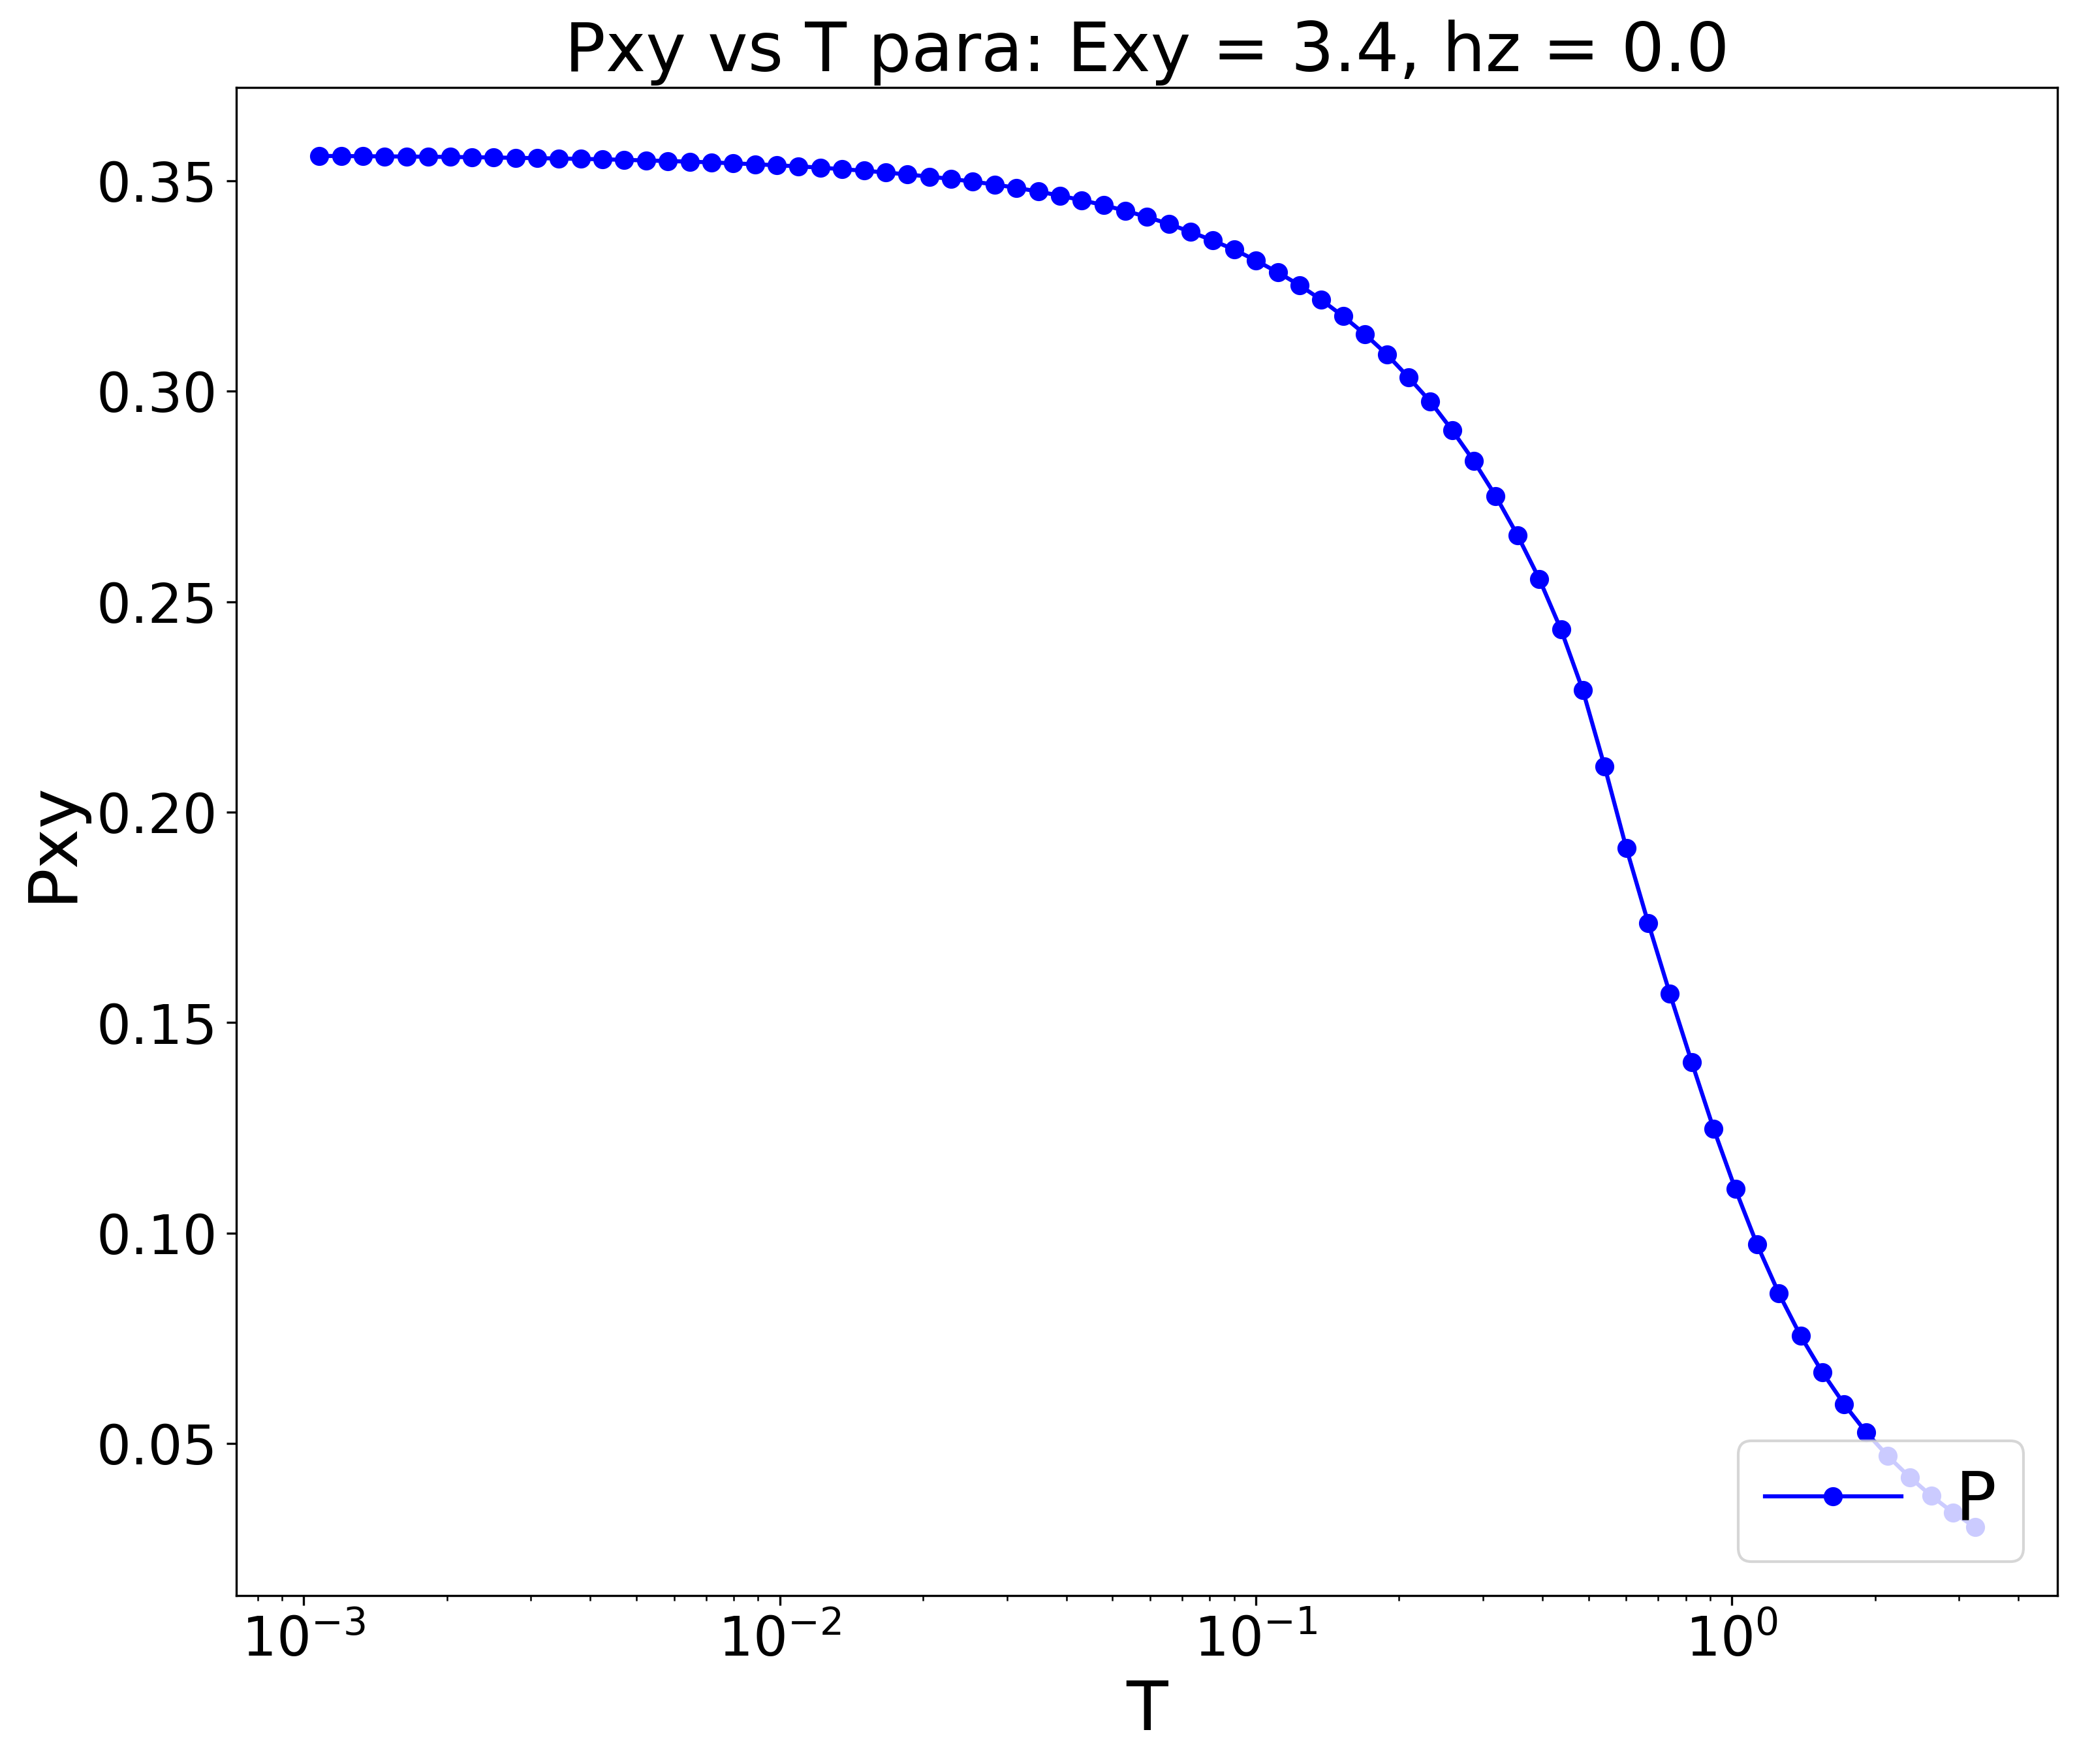 Pxy vs T para: Exy = 3.4, hz = 0.0
Pxy
0.35
0.30
0.25
0.20
0.15
0.10
0.05
P
10⁻³ 10⁻² 10⁻¹ 10⁰
T